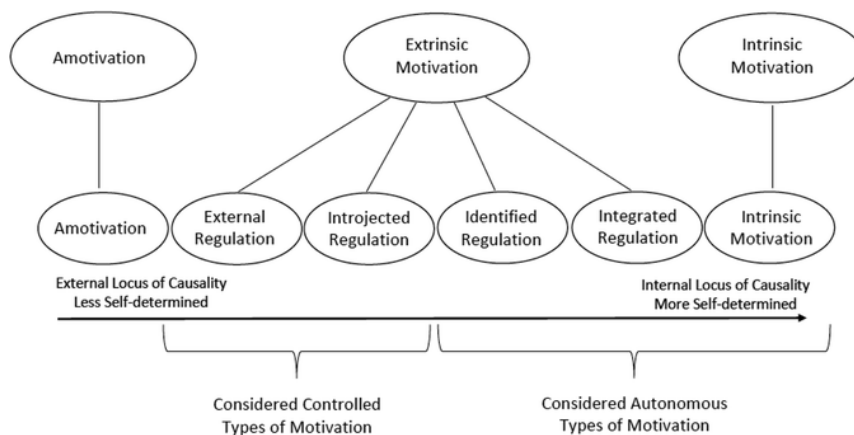 Amotivation
Extrinsic
Motivation
Intrinsic
Motivation
Amotivation
External
Regulation
Introjected
Regulation
Identified
Regulation
Integrated
Regulation
Intrinsic
Motivation
External Locus of Causality
Less Self-determined
Internal Locus of Causality
More Self-determined
Considered Controlled
Types of Motivation
Considered Autonomous
Types of Motivation